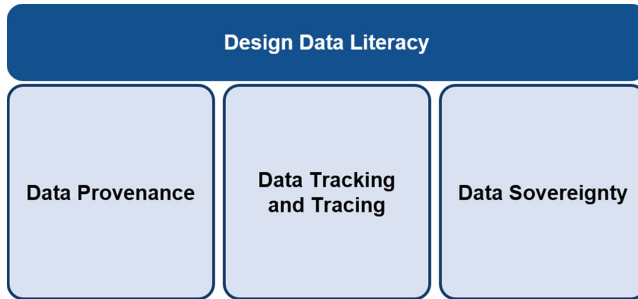 Design Data Literacy
Data Provenance
Data Tracking
and Tracing
Data Sovereignty